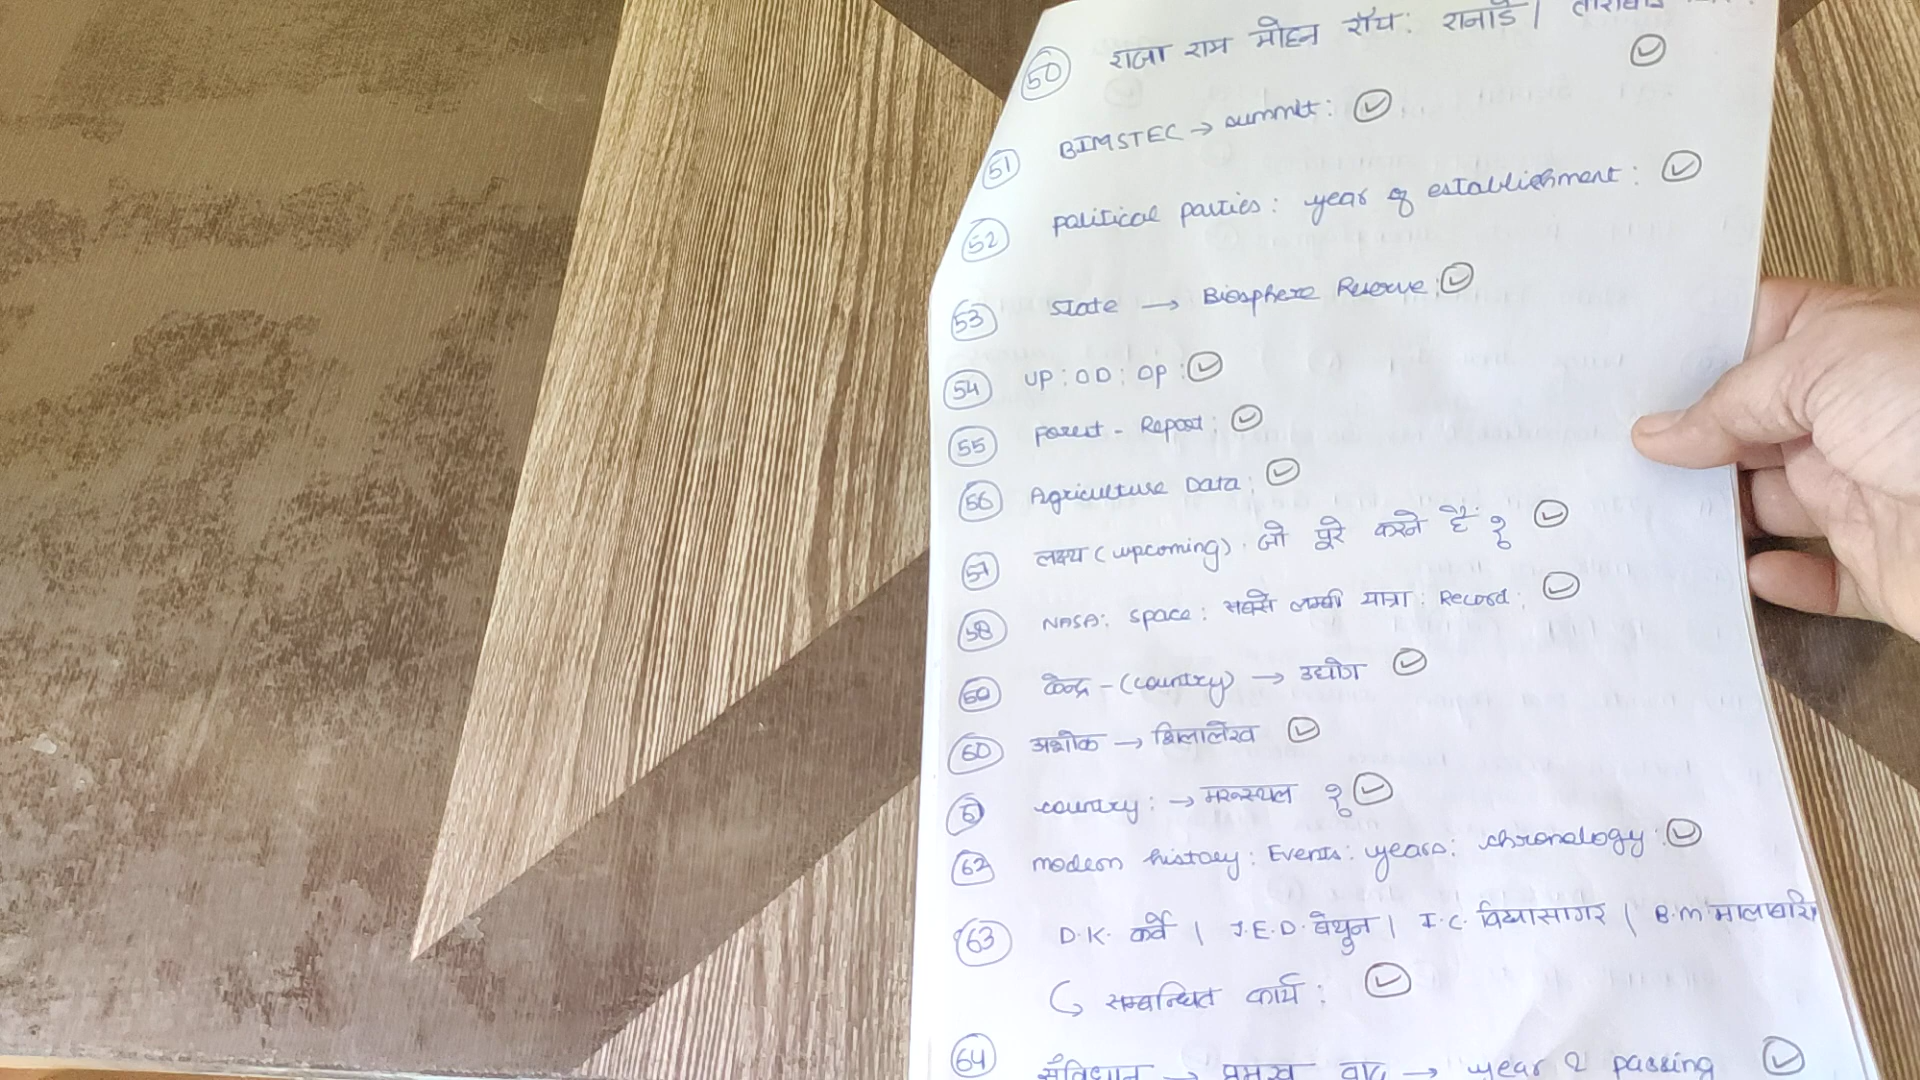 50 राजा राम मोहन रॉय: रानाडे |
51 BIMSTEC → summit:
52 political parties: year of establishment:
53 state → Biosphere Reserve:
54 UP: OD: OP:
55 Forest - Report:
56 Agriculture Data:
57 लक्ष्य (upcoming) जो पूरे करने हैं ?
58 NASA: space: सबसे लम्बी यात्रा: Record:
केन्द्र - (country) → उद्योग
60 अशोक → शिलालेख
61 country: → मरुस्थल ?
62 modern history: Events: years: chronology:
63 D.K. कर्वे | J.E.D. बेथुन | I.C. विद्यासागर | B.M. मालाबारी
↳ सम्बन्धित कार्य:
64 संविधान → प्रमुख वाद → year & passing